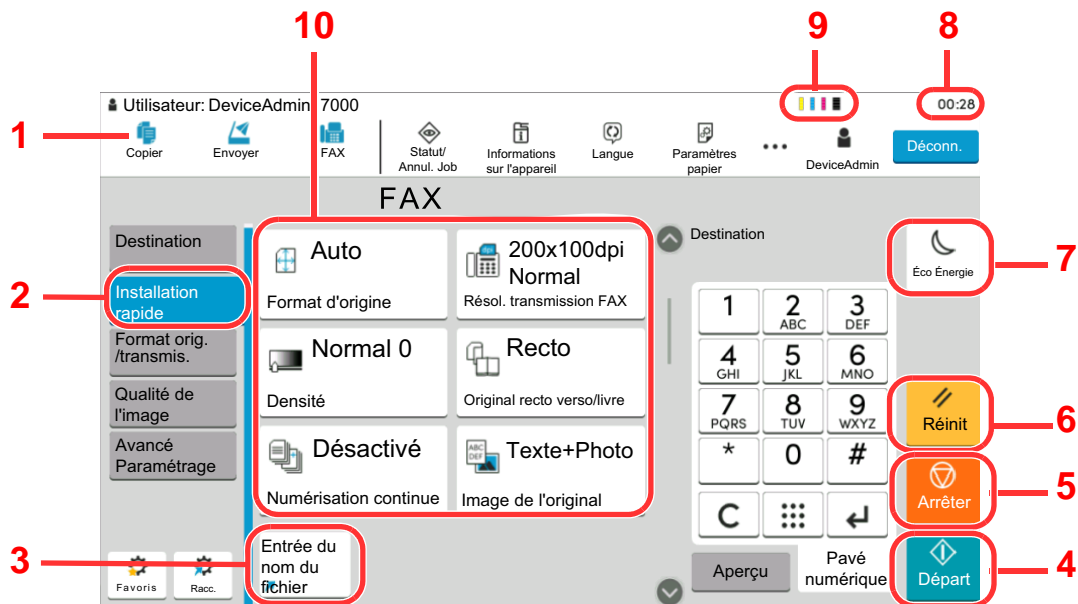 10
9
8
Utilisateur: DeviceAdmin 7000
00:28
1
Copier
Envoyer
FAX
Statut/
Annul. Job
Informations
sur l'appareil
Langue
Paramètres
papier
DeviceAdmin
Déconn.
FAX
Destination
2
Installation
rapide
Format orig.
/transmis.
Qualité de
l'image
Avancé
Paramétrage
Auto
Format d'origine
200x100dpi
Normal
Résol. transmission FAX
Normal 0
Densité
Recto
Original recto verso/livre
Désactivé
Numérisation continue
ABC
DEF
Texte+Photo
Image de l'original
Destination
1
2
ABC
3
DEF
4
GHI
5
JKL
6
MNO
7
PQRS
8
TUV
9
WXYZ
*
0
#
C
Éco Énergie
7
Réinit
6
Arrêter
5
3
Favoris
Racc.
Entrée du
nom du
fichier
Aperçu
Pavé
numérique
Départ
4